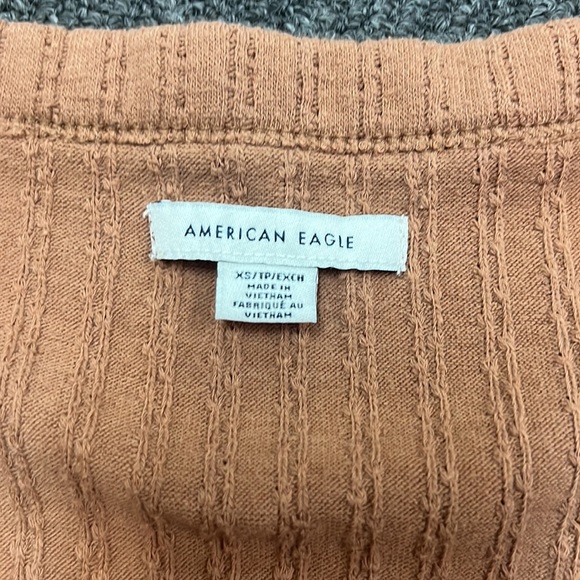 AMERICAN EAGLE
XS/TP/EXCH
MADE IN
VIETNAM
FABRIQUÉ AU
VIETNAM